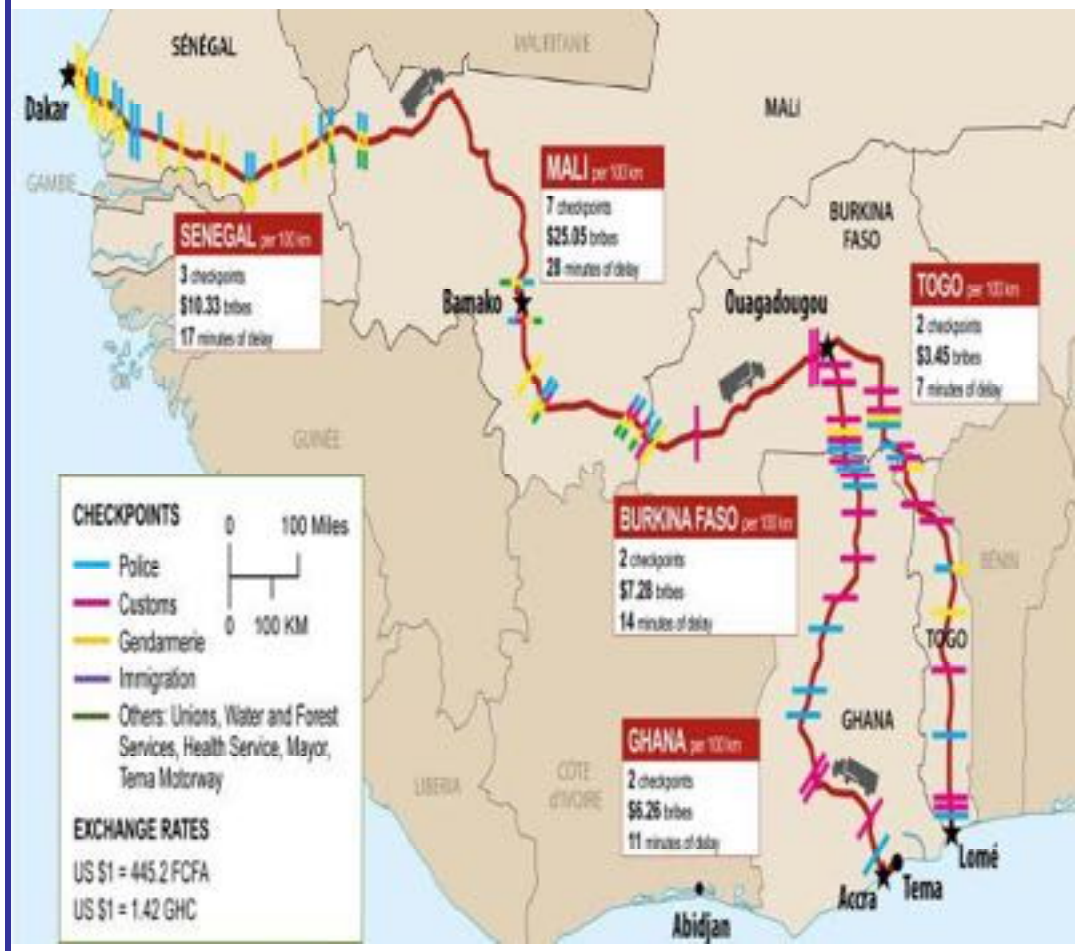 SÉNÉGAL
MAURITANIE
Dakar
MALI
GAMBIE
MALI per 100 km
7 checkpoints
$25.05 bribes
28 minutes of delay
BURKINA
FASO
SENEGAL per 100 km
3 checkpoints
$10.33 bribes
17 minutes of delay
Bamako
Ouagadougou
TOGO per 100 km
2 checkpoints
$3.45 bribes
7 minutes of delay
GUINÉE
CHECKPOINTS
Police
Customs
Gendarmerie
Immigration
Others: Unions, Water and Forest
Services, Health Service, Mayor,
Tema Motorway
0 100 Miles
0 100 KM
EXCHANGE RATES
US $1 = 445.2 FCFA
US $1 = 1.42 GHC
BURKINA FASO per 100 km
2 checkpoints
$7.28 bribes
14 minutes of delay
BÉNIN
TOGO
GHANA
GHANA per 100 km
2 checkpoints
$6.26 bribes
11 minutes of delay
LIBERIA
CÔTE
d'IVOIRE
Lomé
Tema
Accra
Abidjan